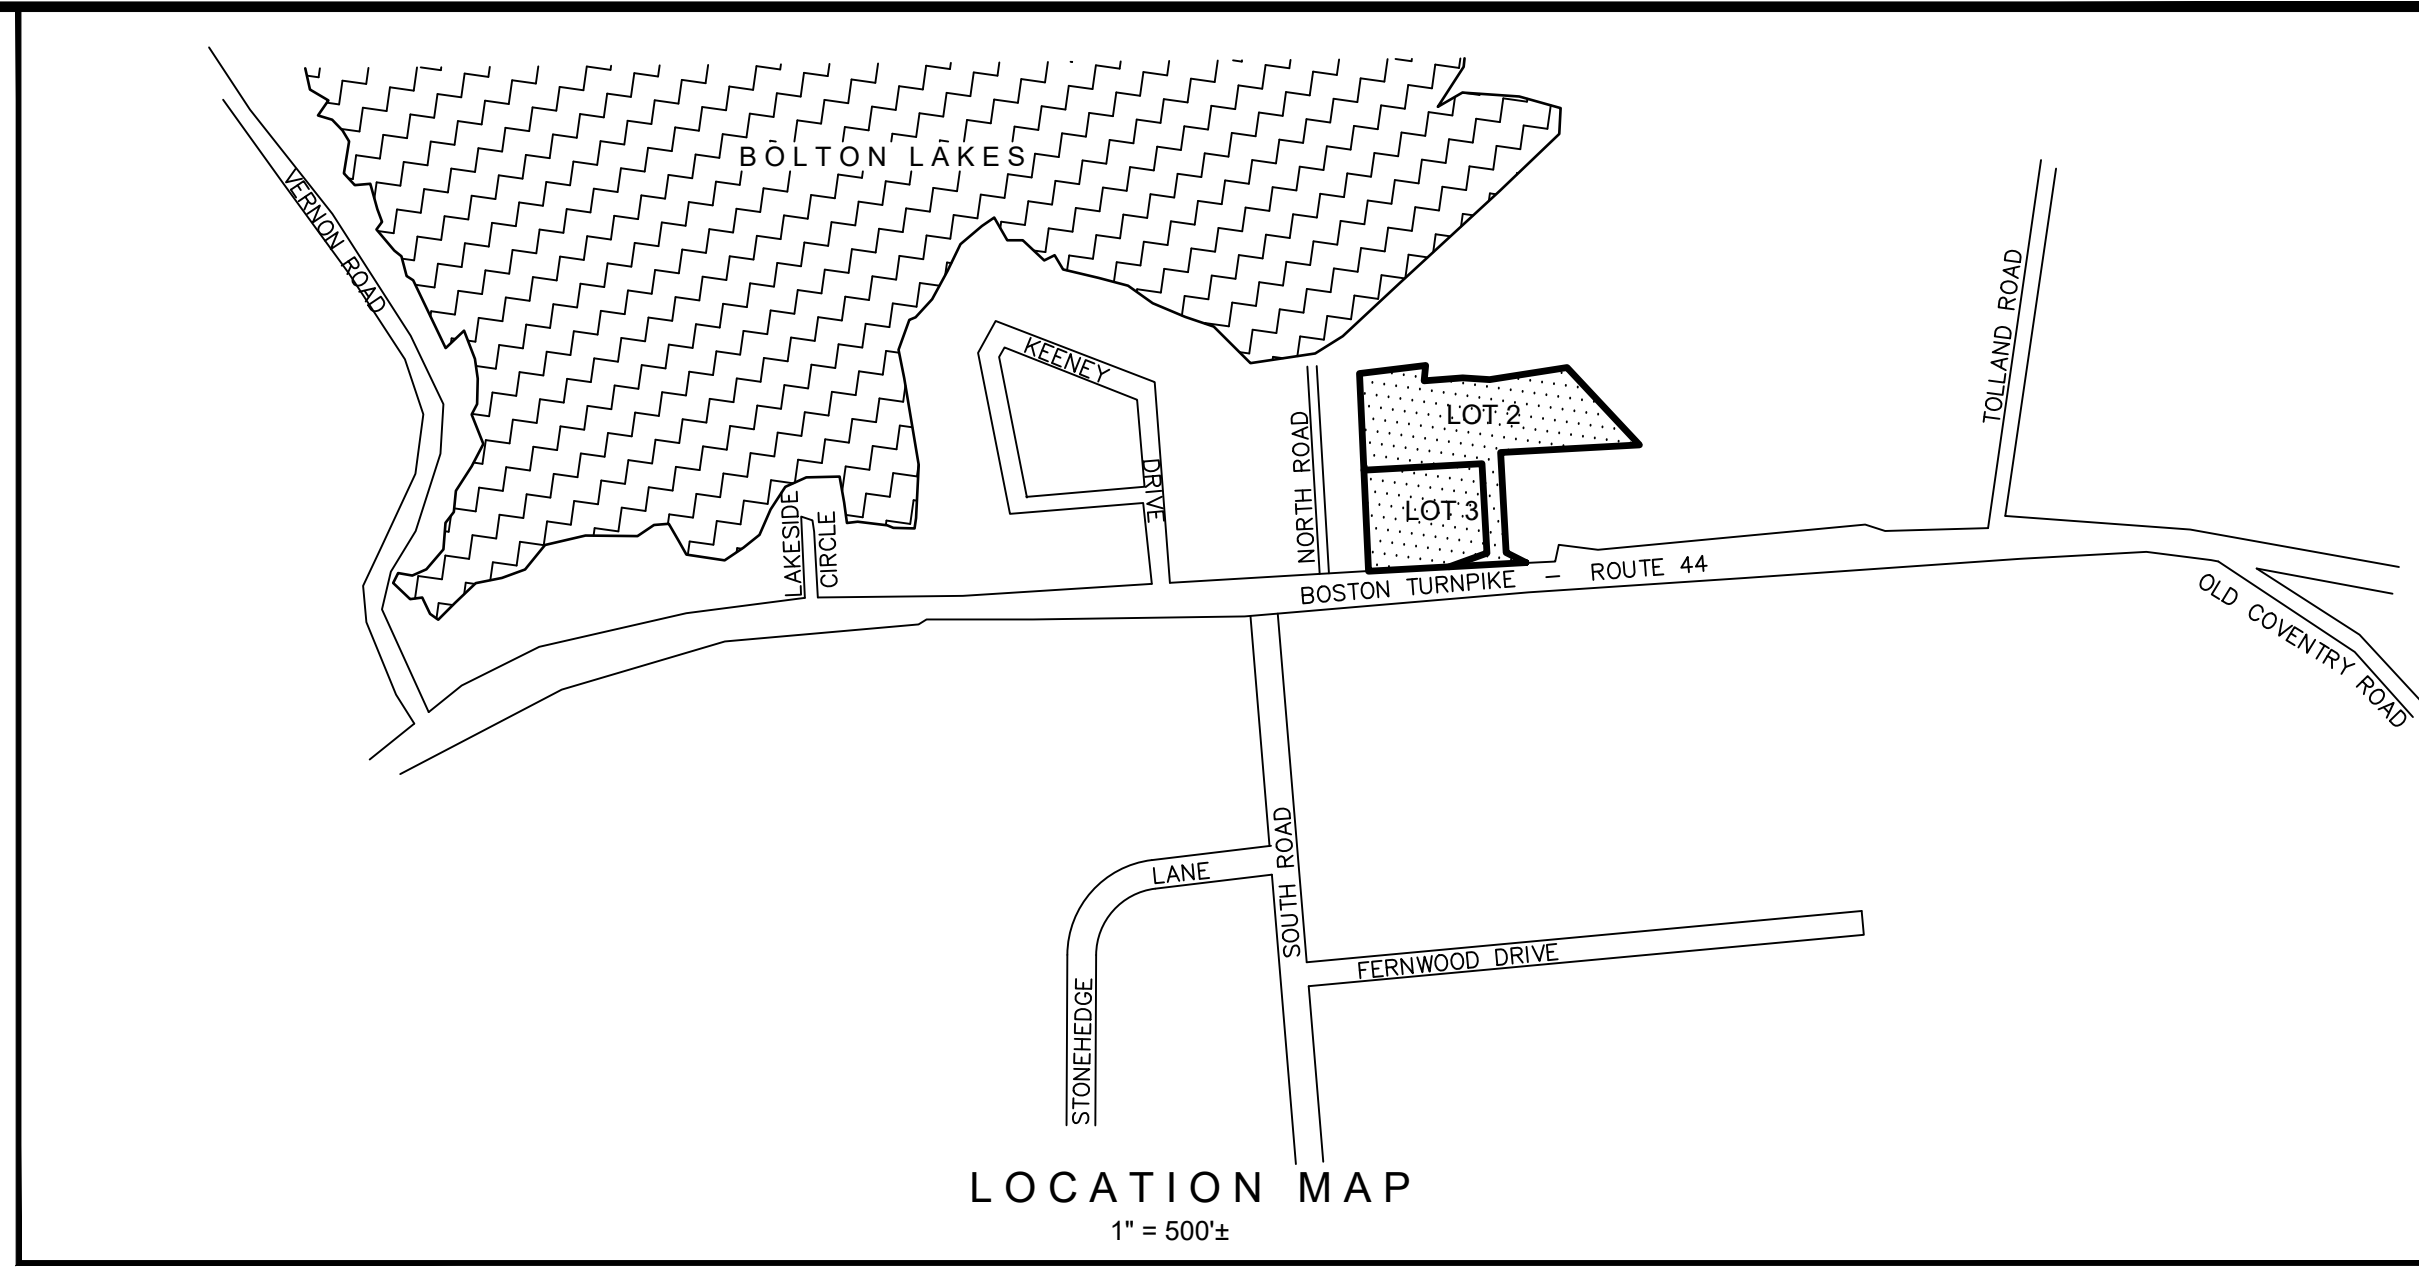 BOLTON LAKES
VERNON ROAD
TOLLAND ROAD
KEENEY
DRIVE
LOT 2
NORTH ROAD
LOT 3
LAKESIDE
CIRCLE
BOSTON TURNPIKE – ROUTE 44
OLD COVENTRY ROAD
SOUTH ROAD
LANE
FERNWOOD DRIVE
STONEHEDGE
LOCATION MAP
1" = 500'±